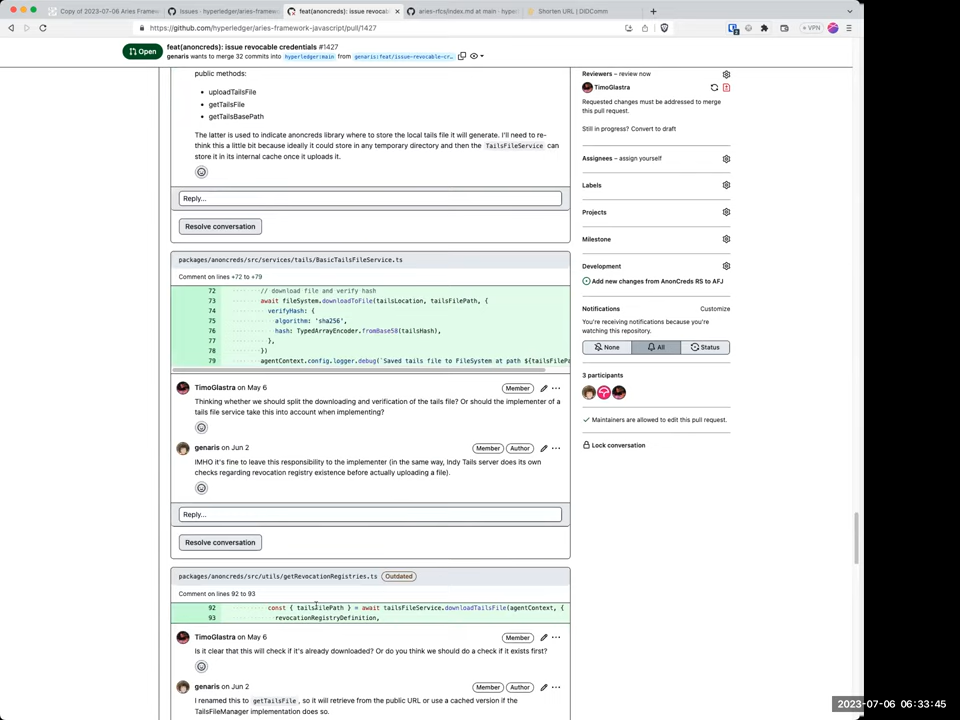 Copy of 2023-07-06 Aries Framew
Issues · hyperledger/aries-framew
feat(anoncreds): issue revocabl
aries-rfcs/index.md at main · hyper
Shorten URL | DIDComm
https://github.com/hyperledger/aries-framework-javascript/pull/1427
VPN
Open
feat(anoncreds): issue revocable credentials #1427
genaris wants to merge 32 commits into hyperledger:main from genaris:feat/issue-revocable-cr...
public methods:
uploadTailsFile
getTailsFile
getTailsBasePath
The latter is used to indicate anoncreds library where to store the local tails file it will generate. I'll need to re-
think this a little bit because ideally it could store in any temporary directory and then the TailsFileService can
store it in its internal cache once it uploads it.
Reply...
Resolve conversation
packages/anoncreds/src/services/tails/BasicTailsFileService.ts
Comment on lines +72 to +79
72 // download file and verify hash
73 await fileSystem.downloadToFile(tailsLocation, tailsFilePath, {
74 verifyHash: {
75 algorithm: 'sha256',
76 hash: TypedArrayEncoder.fromBase58(tailsHash),
77 },
78 })
79 agentContext.config.logger.debug(`Saved tails file to FileSystem at path ${tailsFileP
TimoGlastra on May 6 Member
Thinking whether we should split the downloading and verification of the tails file? Or should the implementer of a
tails file service take this into account when implementing?
genaris on Jun 2 Member Author
IMHO it's fine to leave this responsibility to the implementer (in the same way, Indy Tails server does its own
checks regarding revocation registry existence before actually uploading a file).
Reply...
Resolve conversation
packages/anoncreds/src/utils/getRevocationRegistries.ts Outdated
Comment on lines 92 to 93
92 const { tailsFilePath } = await tailsFileService.downloadTailsFile(agentContext, {
93 revocationRegistryDefinition,
TimoGlastra on May 6 Member
Is it clear that this will check if it's already downloaded? Or do you think we should do a check if it exists first?
genaris on Jun 2 Member Author
I renamed this to getTailsFile, so it will retrieve from the public URL or use a cached version if the
TailsFileManager implementation does so.
Reviewers – review now
TimoGlastra
Requested changes must be addressed to merge
this pull request.
Still in progress? Convert to draft
Assignees – assign yourself
Labels
Projects
Milestone
Development
Add new changes from AnonCreds RS to AFJ
Notifications Customize
You're receiving notifications because you're
watching this repository.
None All Status
3 participants
Maintainers are allowed to edit this pull request.
Lock conversation
2023-07-06 06:33:45